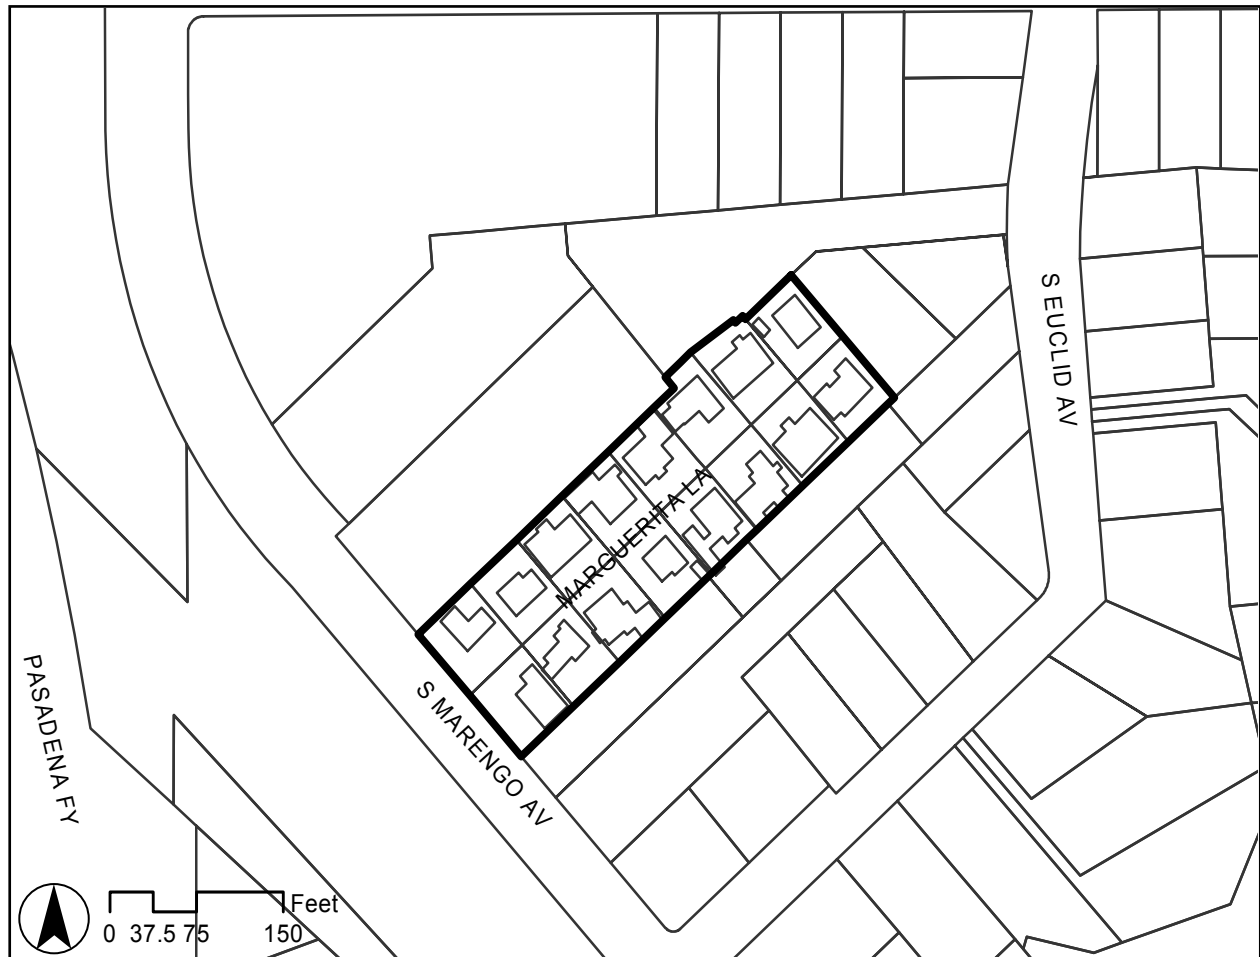 S EUCLID AV
MARGUERITA LA
S MARENGO AV
PASADENA FY
Feet
0 37.5 75 150